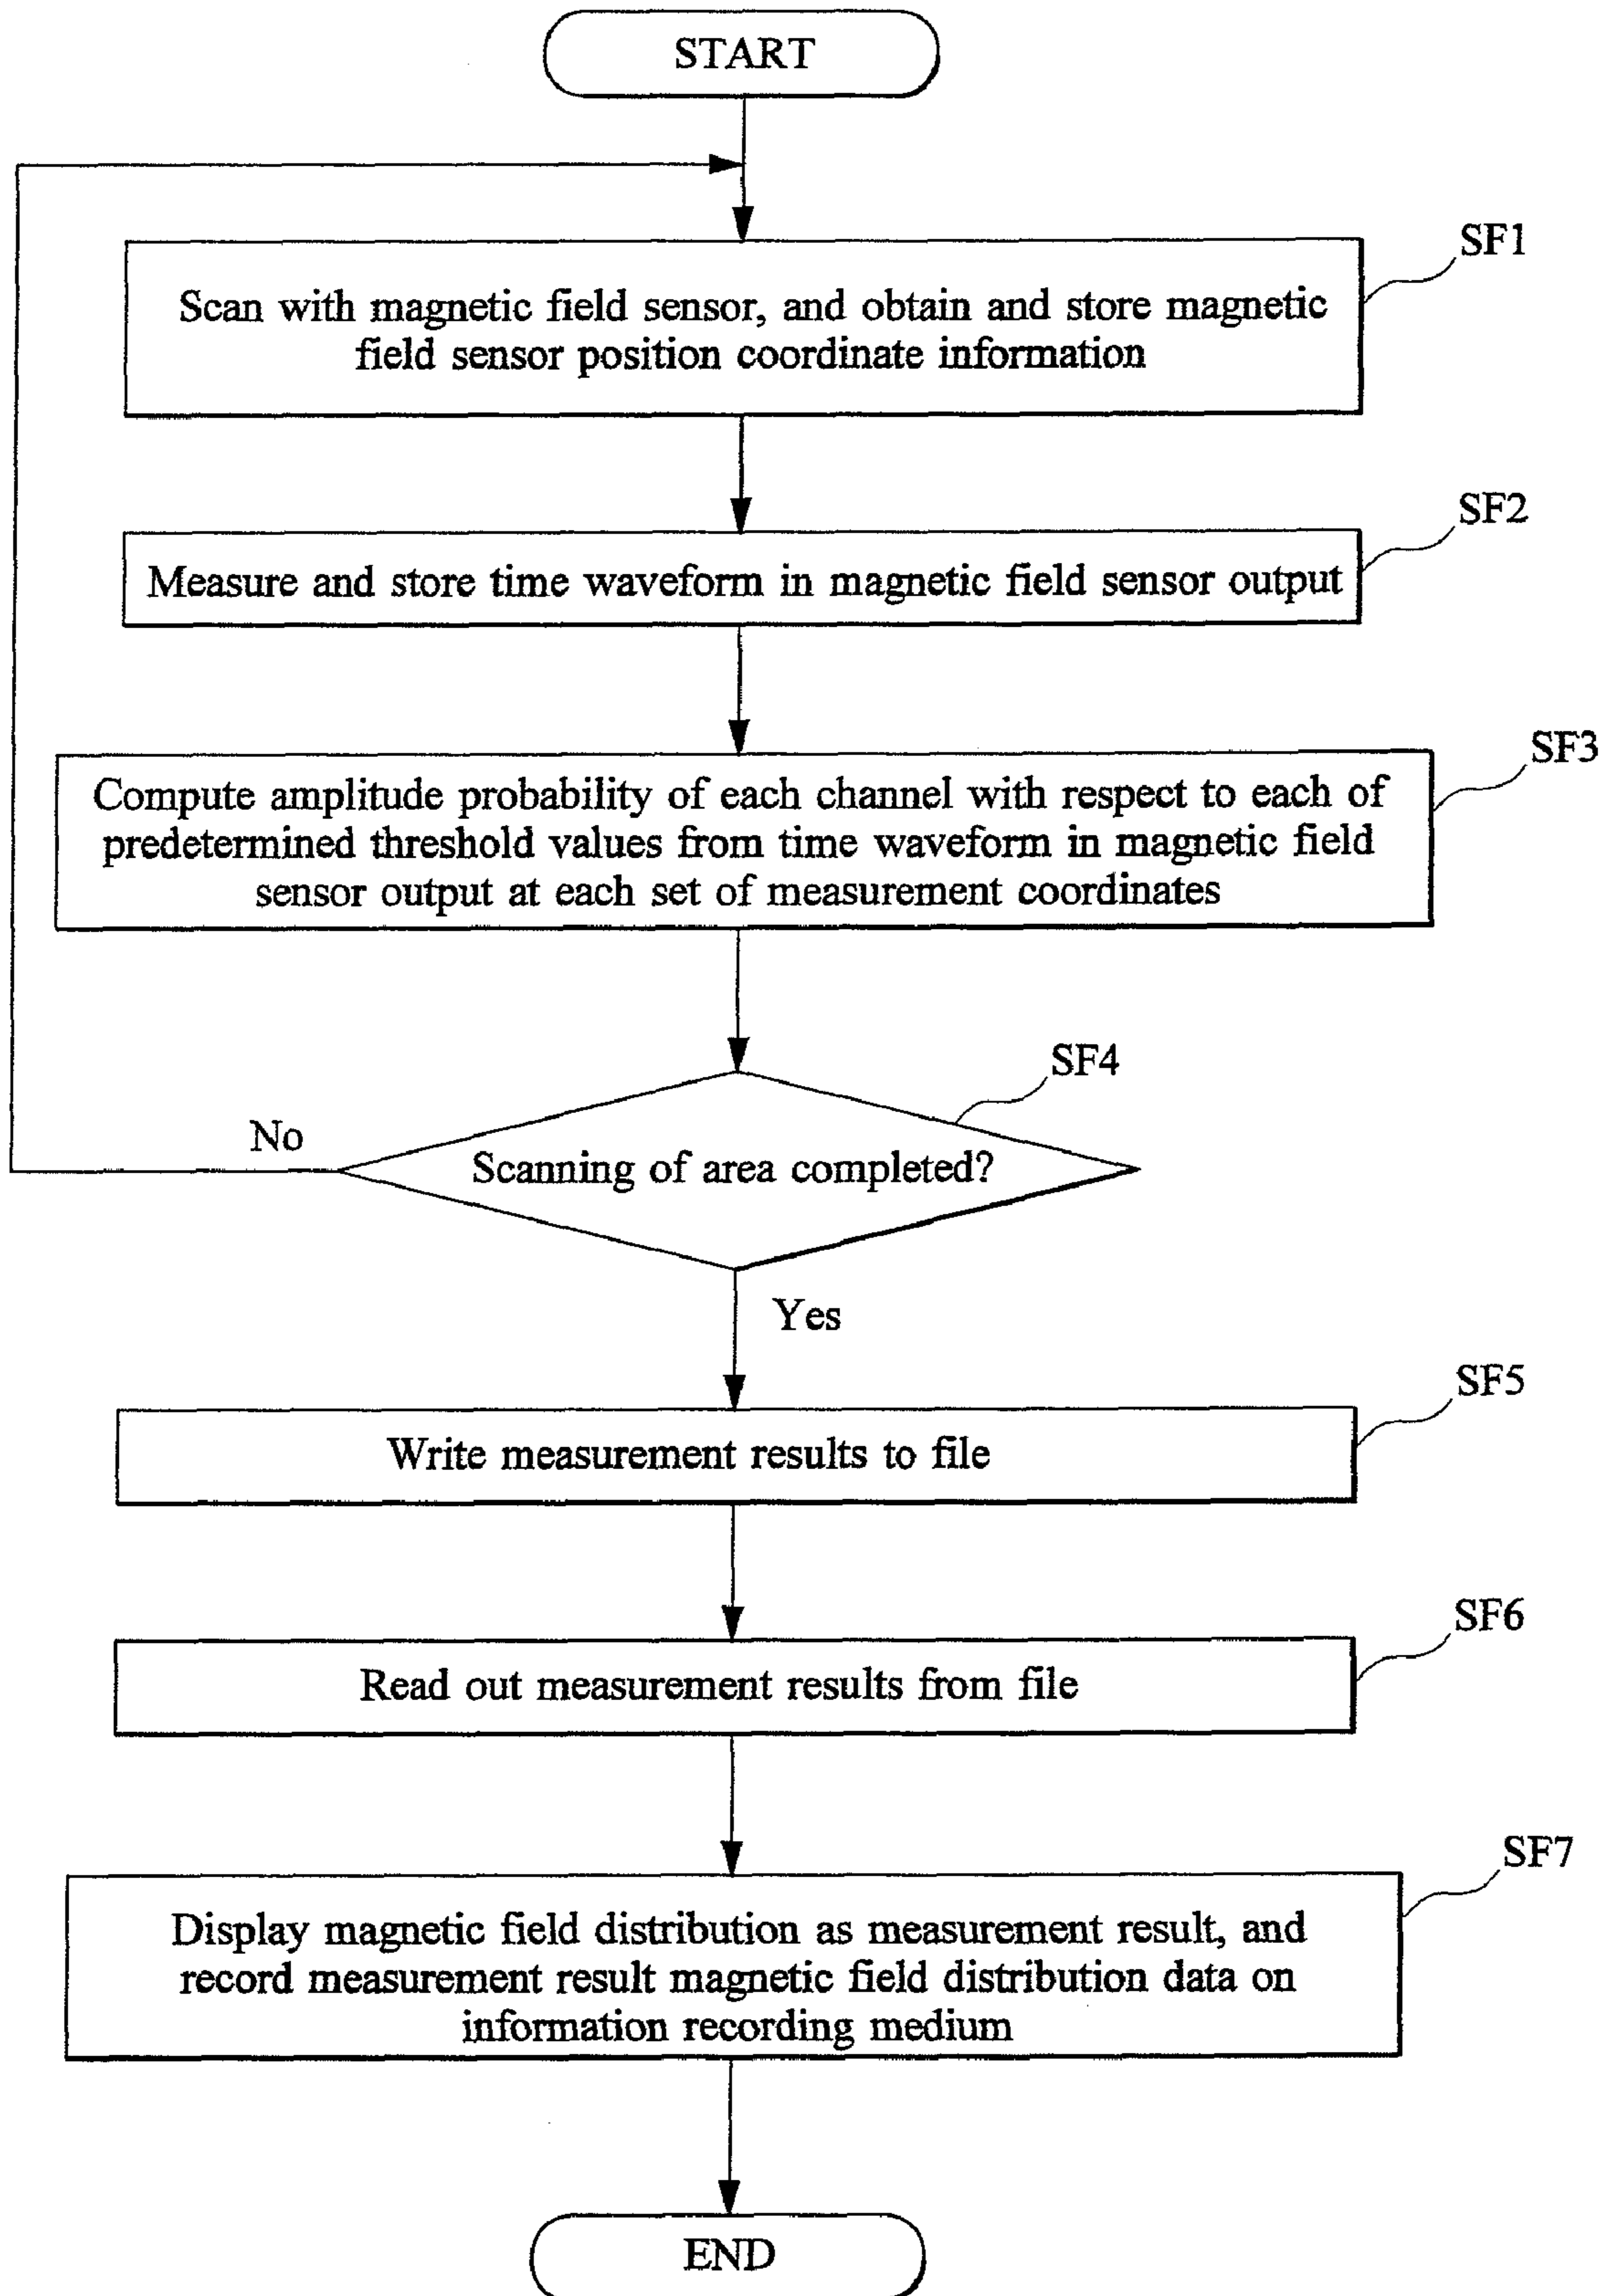 START
SF1
Scan with magnetic field sensor, and obtain and store magnetic
field sensor position coordinate information
SF2
Measure and store time waveform in magnetic field sensor output
SF3
Compute amplitude probability of each channel with respect to each of
predetermined threshold values from time waveform in magnetic field
sensor output at each set of measurement coordinates
SF4
No
Scanning of area completed?
Yes
SF5
Write measurement results to file
SF6
Read out measurement results from file
SF7
Display magnetic field distribution as measurement result, and
record measurement result magnetic field distribution data on
information recording medium
END